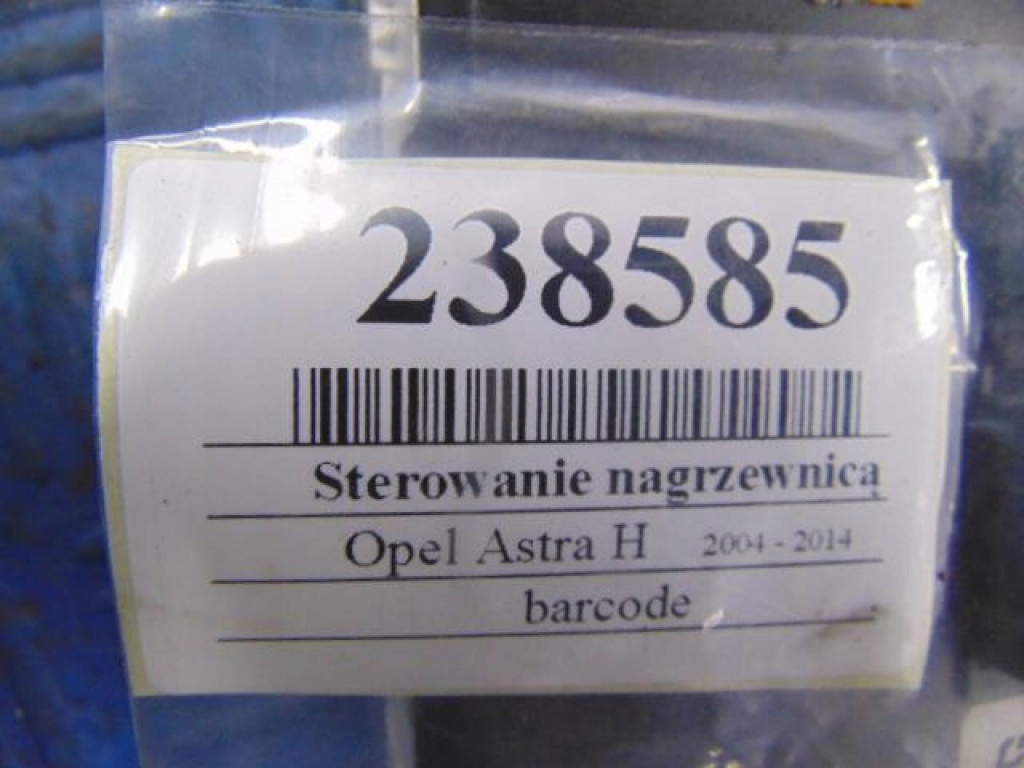 238585
Sterowanie nagrzewnicą
Opel Astra H 2004 - 2014
barcode